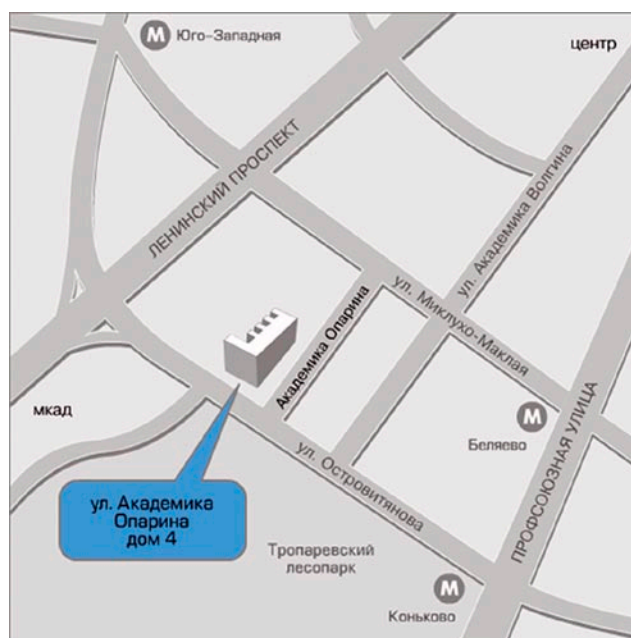 М Юго-Западная
центр
ЛЕНИНСКИЙ ПРОСПЕКТ
ул. Академика Волгина
ул. Миклухо-Маклая
Академика Опарина
мкад
М
Беляево
ПРОФСОЮЗНАЯ УЛИЦА
ул. Островитянова
ул. Академика
Опарина
дом 4
Тропаревский
лесопарк
М
Коньково